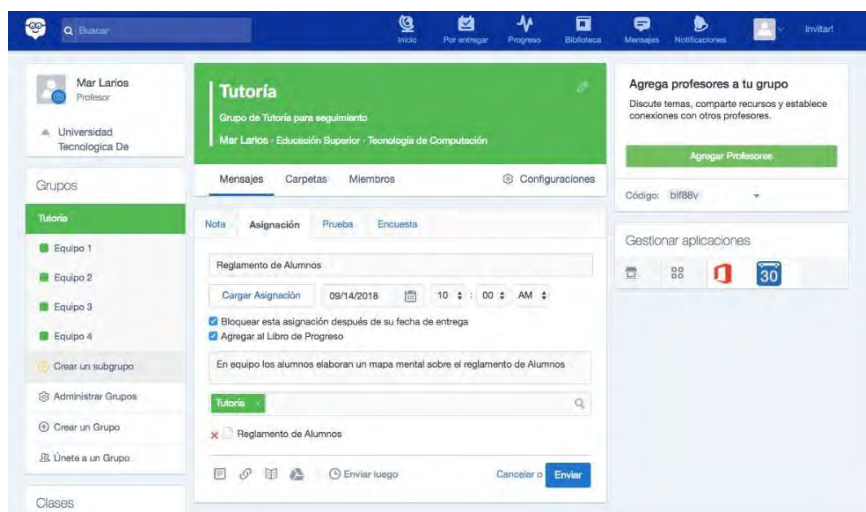 Buscar
Inicio
Por entregar
Progreso
Biblioteca
Mensajes
Notificaciones
Invitar!
Mar Larios
Profesor
Universidad
Tecnologica De
Grupos
Tutoría
Equipo 1
Equipo 2
Equipo 3
Equipo 4
Crear un subgrupo
Administrar Grupos
Crear un Grupo
Únete a un Grupo
Clases
Tutoría
Grupo de Tutoría para seguimiento
Mar Larios · Educación Superior · Tecnología de Computación
Mensajes Carpetas Miembros Configuraciones
Nota Asignación Prueba Encuesta
Reglamento de Alumnos
Cargar Asignación 09/14/2018 10 : 00 AM
Bloquear esta asignación después de su fecha de entrega
Agregar al Libro de Progreso
En equipo los alumnos elaboran un mapa mental sobre el reglamento de Alumnos
Tutoría
Reglamento de Alumnos
Enviar luego Cancelar o Enviar
Agrega profesores a tu grupo
Discute temas, comparte recursos y establece
conexiones con otros profesores.
Agregar Profesores
Código: bif88v
Gestionar aplicaciones
30